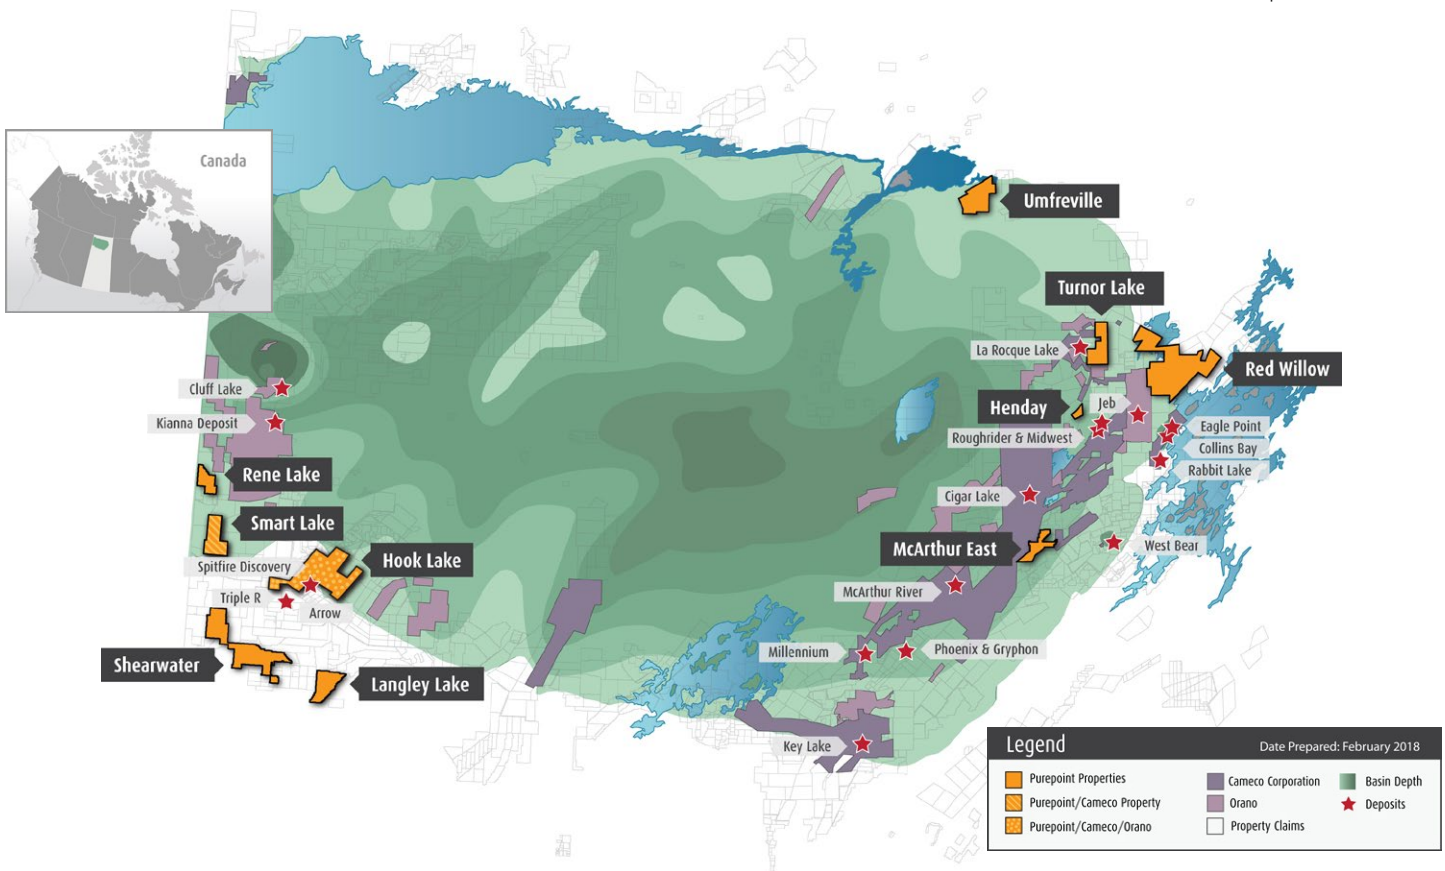 Canada
Umfreville
Turnor Lake
La Rocque Lake
Red Willow
Cluff Lake
Henday
Jeb
Kianna Deposit
Eagle Point
Roughrider & Midwest
Collins Bay
Rabbit Lake
Rene Lake
Cigar Lake
Smart Lake
McArthur East
West Bear
Hook Lake
Spitfire Discovery
McArthur River
Triple R
Arrow
Millennium
Phoenix & Gryphon
Shearwater
Langley Lake
Key Lake
Legend
Date Prepared: February 2018
Purepoint Properties
Purepoint/Cameco Property
Purepoint/Cameco/Orano
Cameco Corporation
Orano
Property Claims
Basin Depth
Deposits